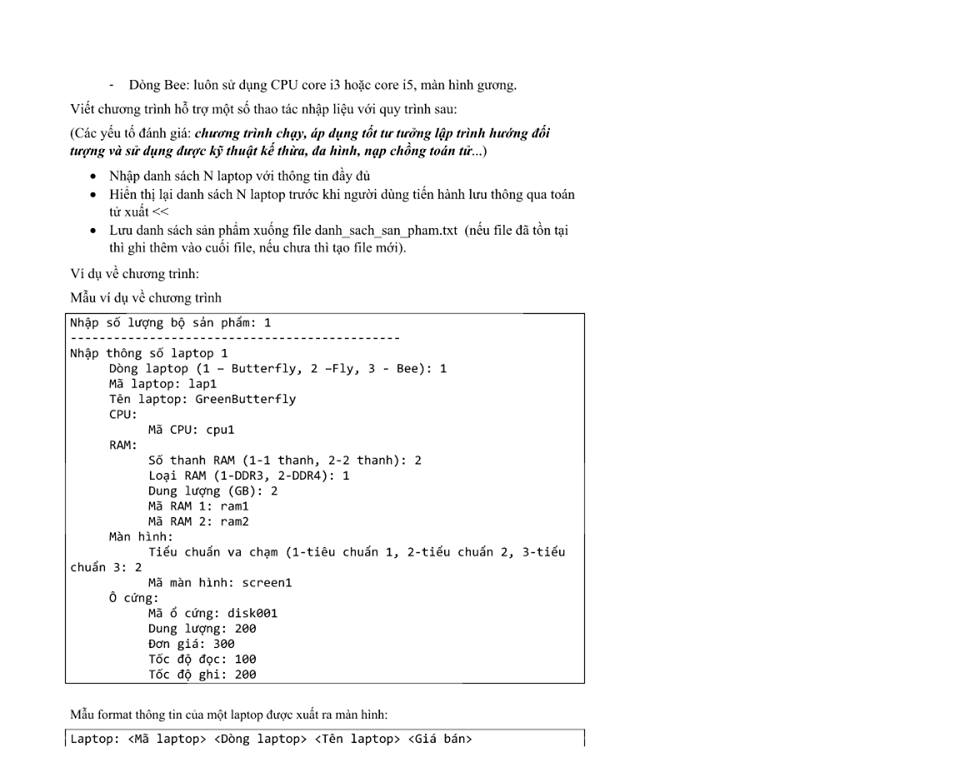 - Dòng Bee: luôn sử dụng CPU core i3 hoặc core i5, màn hình gương.
Viết chương trình hỗ trợ một số thao tác nhập liệu với quy trình sau:
(Các yếu tố đánh giá: chương trình chạy, áp dụng tốt tư tưởng lập trình hướng đối
tượng và sử dụng được kỹ thuật kế thừa, đa hình, nạp chồng toán tử...)
• Nhập danh sách N laptop với thông tin đầy đủ
• Hiển thị lại danh sách N laptop trước khi người dùng tiến hành lưu thông qua toán
tử xuất <<
• Lưu danh sách sản phẩm xuống file danh_sach_san_pham.txt (nếu file đã tồn tại
thì ghi thêm vào cuối file, nếu chưa thì tạo file mới).
Ví dụ về chương trình:
Mẫu ví dụ về chương trình
Nhập số lượng bộ sản phẩm: 1
----------------------------------------------
Nhập thông số laptop 1
Dòng laptop (1 – Butterfly, 2 –Fly, 3 - Bee): 1
Mã laptop: lap1
Tên laptop: GreenButterfly
CPU:
Mã CPU: cpu1
RAM:
Số thanh RAM (1-1 thanh, 2-2 thanh): 2
Loại RAM (1-DDR3, 2-DDR4): 1
Dung lượng (GB): 2
Mã RAM 1: ram1
Mã RAM 2: ram2
Màn hình:
Tiểu chuẩn va chạm (1-tiêu chuẩn 1, 2-tiểu chuẩn 2, 3-tiểu
chuẩn 3: 2
Mã màn hình: screen1
Ô cứng:
Mã ổ cứng: disk001
Dung lượng: 200
Đơn giá: 300
Tốc độ đọc: 100
Tốc độ ghi: 200
Mẫu format thông tin của một laptop được xuất ra màn hình:
Laptop: <Mã laptop> <Dòng laptop> <Tên laptop> <Giá bán>